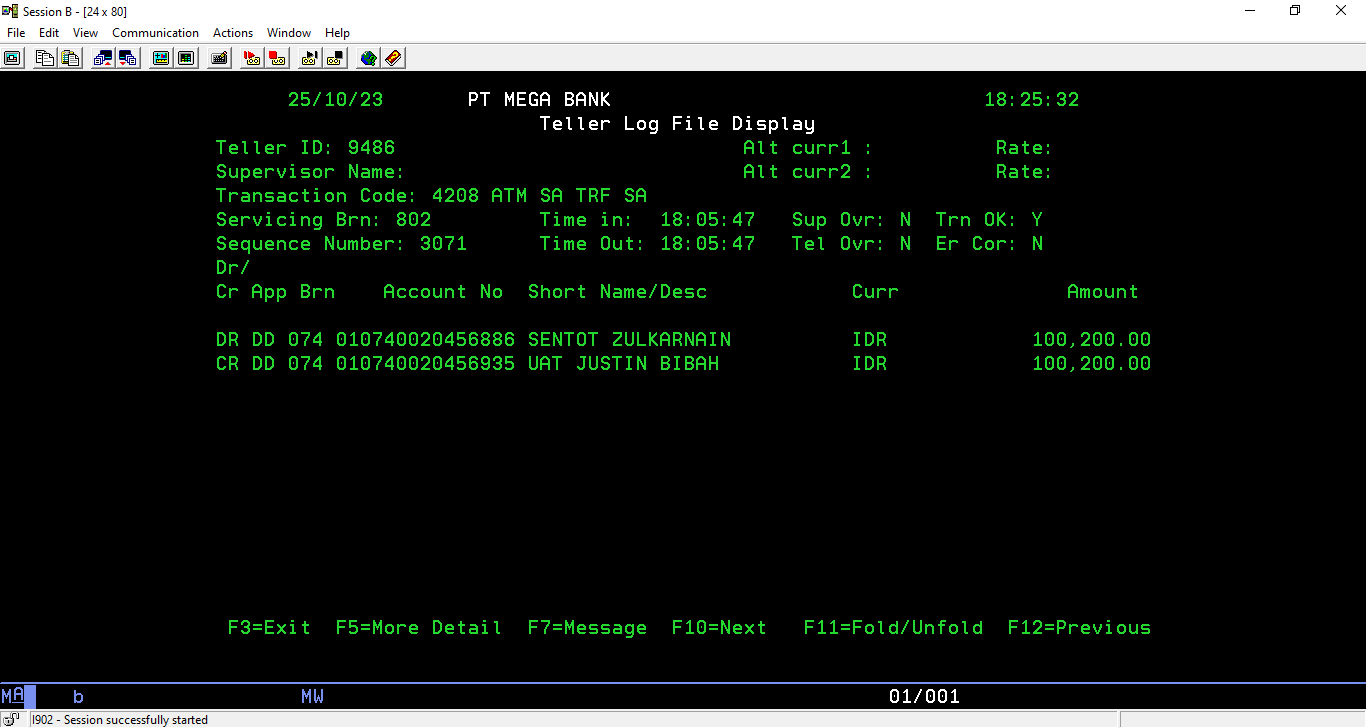 Session B - [24 x 80]
File Edit View Communication Actions Window Help
25/10/23 PT MEGA BANK 18:25:32
Teller Log File Display
Teller ID: 9486 Alt curr1 : Rate:
Supervisor Name: Alt curr2 : Rate:
Transaction Code: 4208 ATM SA TRF SA
Servicing Brn: 802 Time in: 18:05:47 Sup Ovr: N Trn OK: Y
Sequence Number: 3071 Time Out: 18:05:47 Tel Ovr: N Er Cor: N
Dr/
Cr App Brn Account No Short Name/Desc Curr Amount
DR DD 074 010740020456886 SENTOT ZULKARNAIN IDR 100,200.00
CR DD 074 010740020456935 UAT JUSTIN BIBAH IDR 100,200.00
F3=Exit F5=More Detail F7=Message F10=Next F11=Fold/Unfold F12=Previous
MA b MW 01/001
I902 - Session successfully started